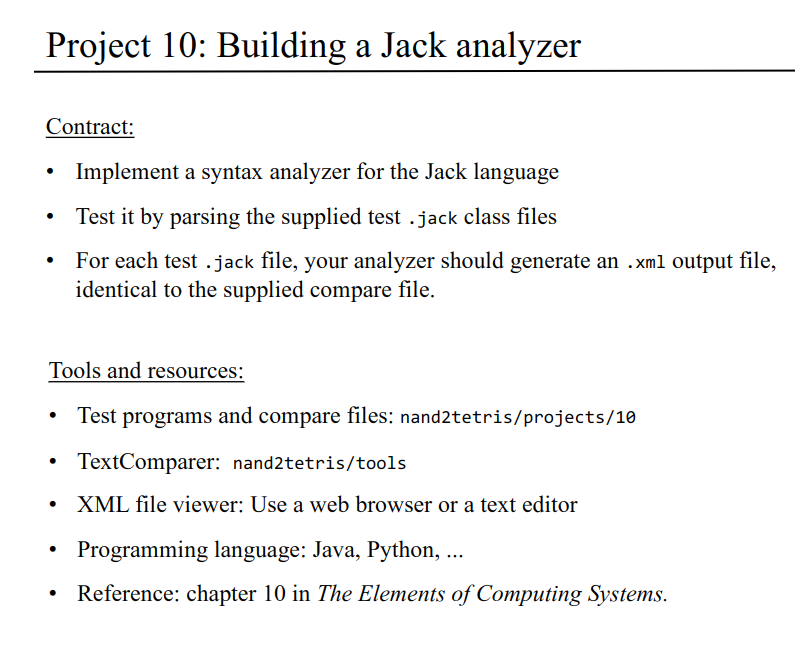 Project 10: Building a Jack analyzer
Contract:
• Implement a syntax analyzer for the Jack language
• Test it by parsing the supplied test .jack class files
• For each test .jack file, your analyzer should generate an .xml output file,
identical to the supplied compare file.
Tools and resources:
• Test programs and compare files: nand2tetris/projects/10
• TextComparer: nand2tetris/tools
• XML file viewer: Use a web browser or a text editor
• Programming language: Java, Python, ...
• Reference: chapter 10 in The Elements of Computing Systems.